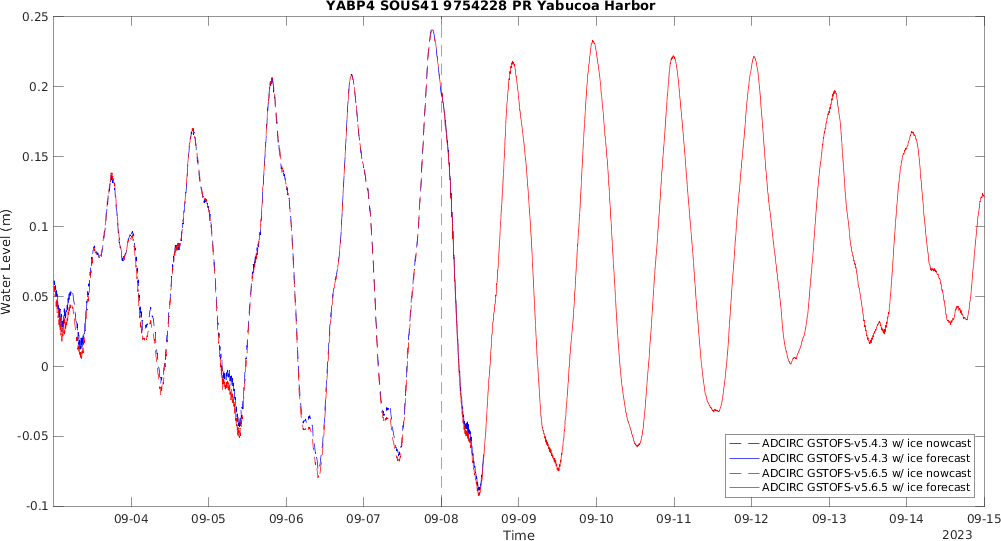 YABP4 SOUS41 9754228 PR Yabucoa Harbor
0.25
0.2
0.15
0.1
0.05
0
-0.05
-0.1
Water Level (m)
09-04 09-05 09-06 09-07 09-08 09-09 09-10 09-11 09-12 09-13 09-14 09-15
Time
2023
ADCIRC GSTOFS-v5.4.3 w/ ice nowcast
ADCIRC GSTOFS-v5.4.3 w/ ice forecast
ADCIRC GSTOFS-v5.6.5 w/ ice nowcast
ADCIRC GSTOFS-v5.6.5 w/ ice forecast